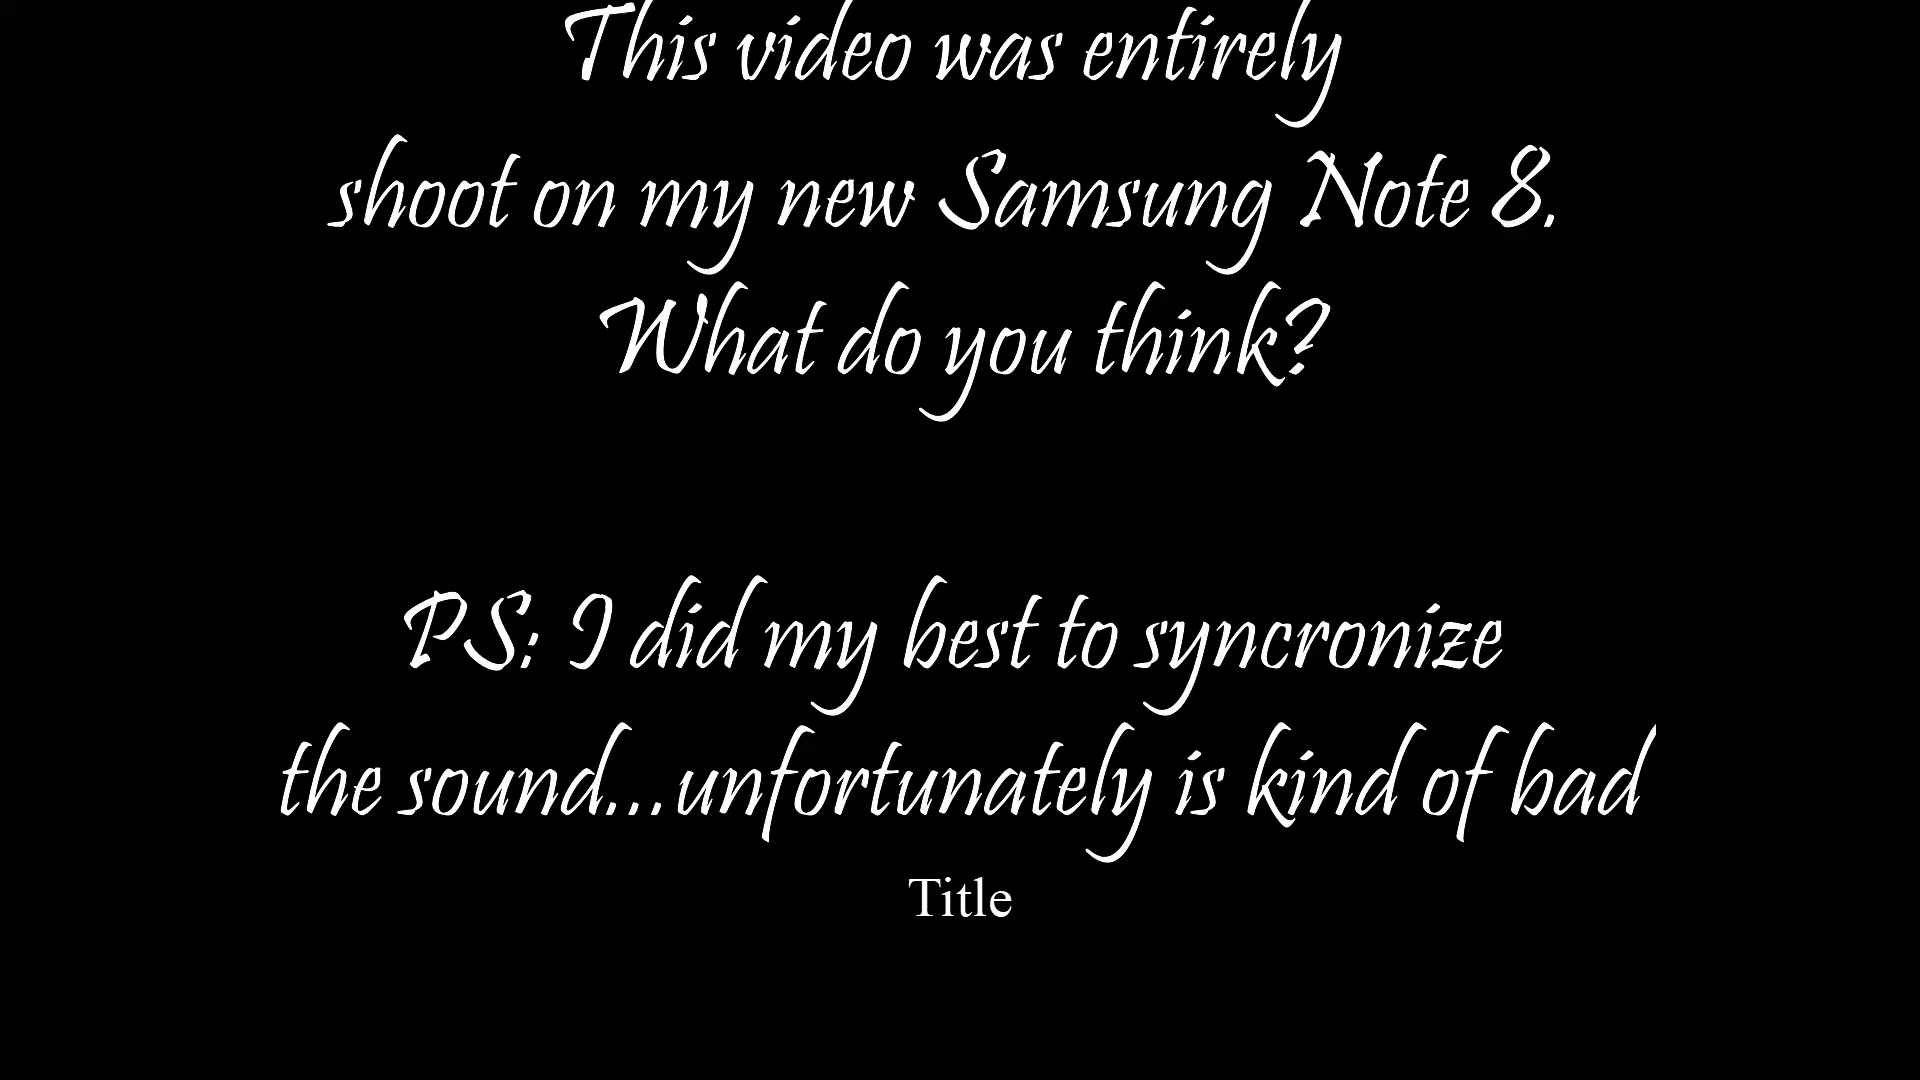 This video was entirely
shoot on my new Samsung Note 8.
What do you think?
PS: I did my best to syncronize
the sound...unfortunately is kind of bad
Title